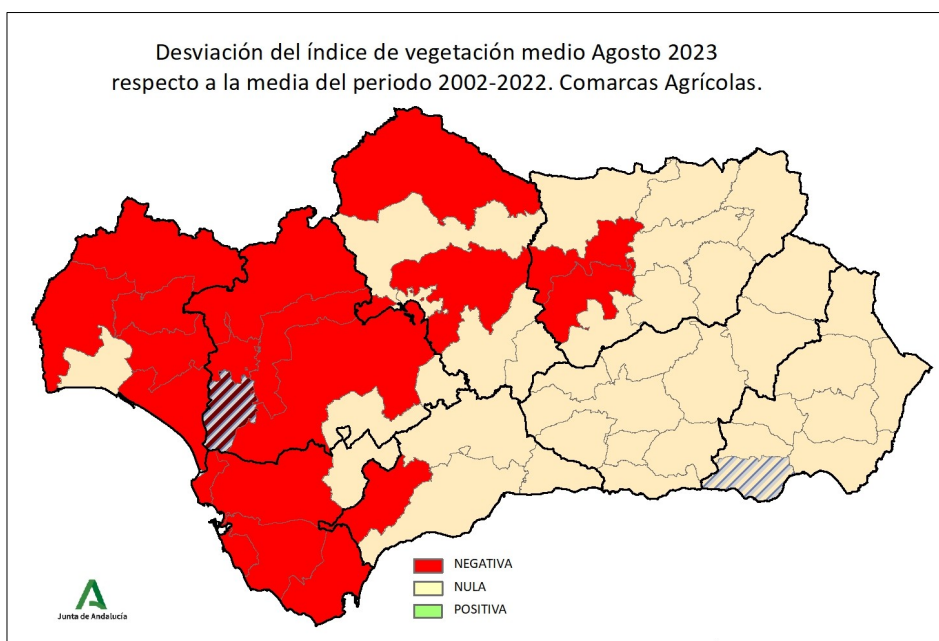 Desviación del índice de vegetación medio Agosto 2023
respecto a la media del periodo 2002-2022. Comarcas Agrícolas.
NEGATIVA
NULA
POSITIVA
Junta de Andalucía